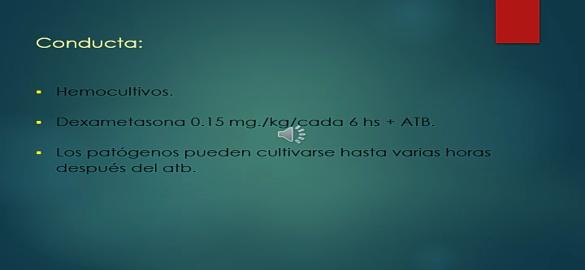 Conducta:
Hemocultivos.
Dexametasona 0.15 mg./kg/cada 6 hs + ATB.
Los patógenos pueden cultivarse hasta varias horas
después del atb.